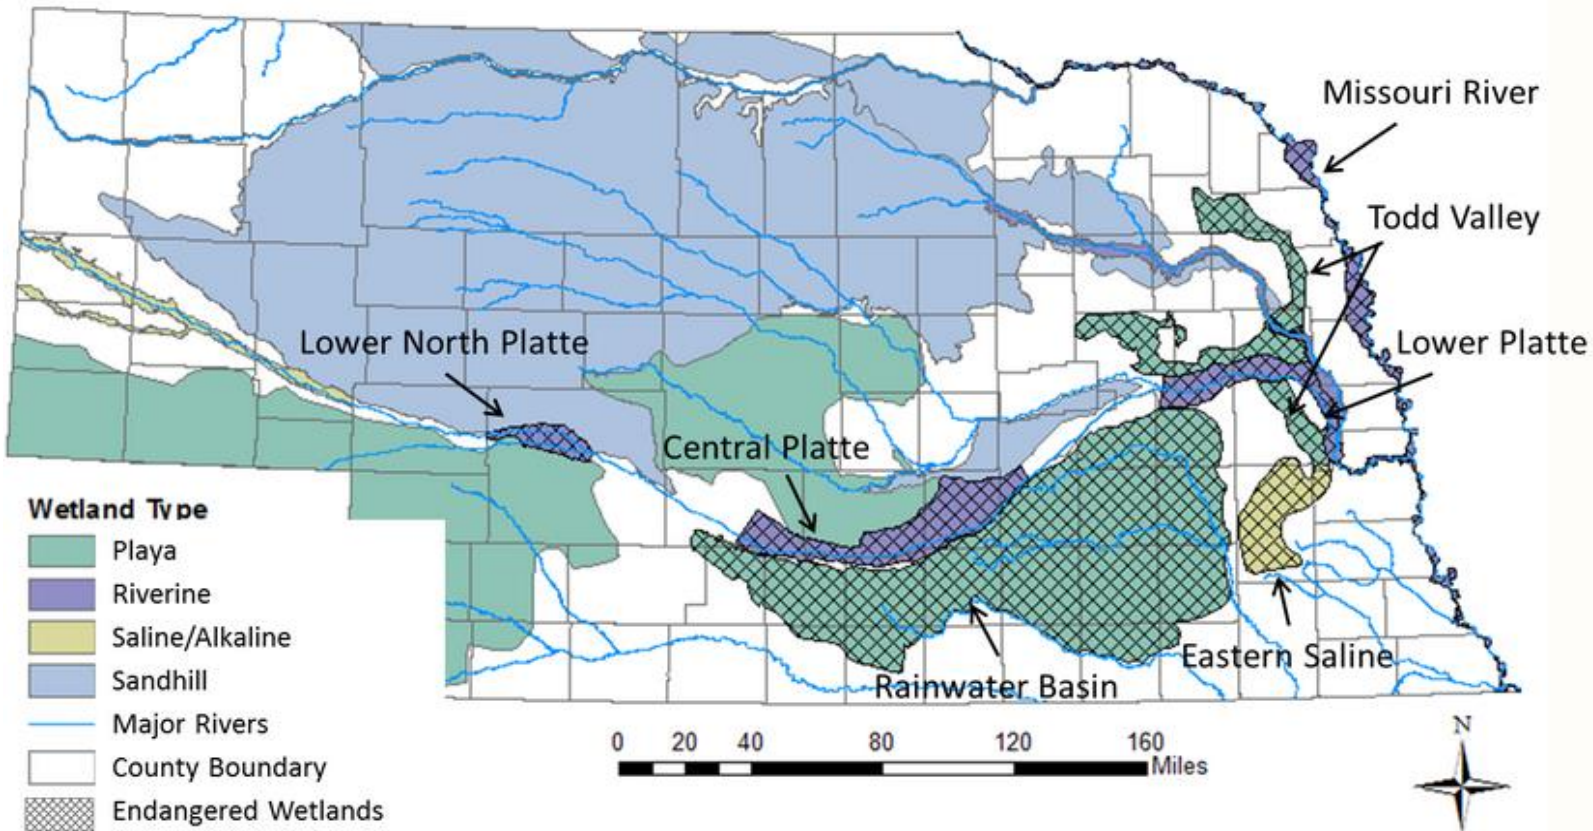 Missouri River
Todd Valley
Lower North Platte
Lower Platte
Central Platte
Eastern Saline
Rainwater Basin
Wetland Type
Playa
Riverine
Saline/Alkaline
Sandhill
Major Rivers
County Boundary
Endangered Wetlands
0 20 40 80 120 160
Miles
N